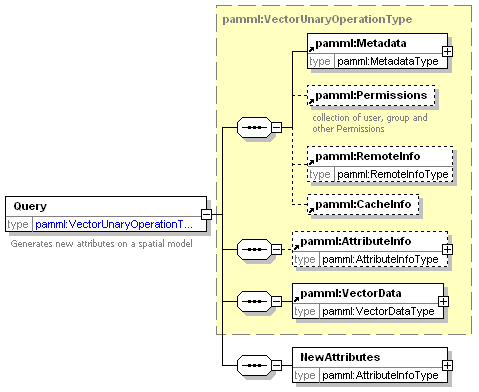 pamml:VectorUnaryOperationType
pamml:Metadata
type pamml:MetadataType
pamml:Permissions
collection of user, group and
other Permissions
pamml:RemoteInfo
type pamml:RemoteInfoType
pamml:CacheInfo
Query
type pamml:VectorUnaryOperationT...
Generates new attributes on a spatial model
pamml:AttributeInfo
type pamml:AttributeInfoType
pamml:VectorData
type pamml:VectorDataType
NewAttributes
type pamml:AttributeInfoType